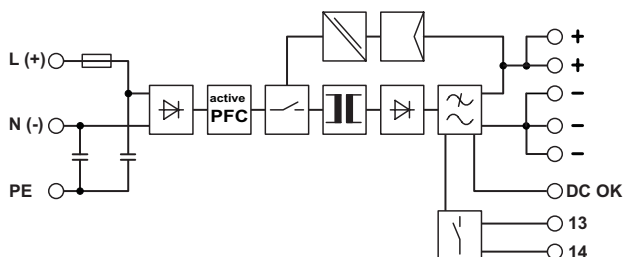 L (+)
N (-)
PE
active
PFC
+
+
−
−
−
DC OK
13
14